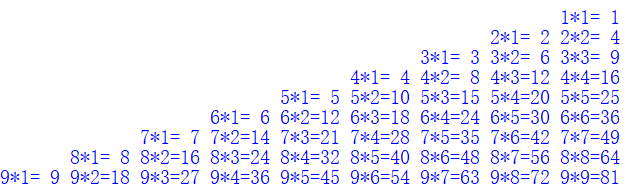 1*1= 1
2*1= 2 2*2= 4
3*1= 3 3*2= 6 3*3= 9
4*1= 4 4*2= 8 4*3=12 4*4=16
5*1= 5 5*2=10 5*3=15 5*4=20 5*5=25
6*1= 6 6*2=12 6*3=18 6*4=24 6*5=30 6*6=36
7*1= 7 7*2=14 7*3=21 7*4=28 7*5=35 7*6=42 7*7=49
8*1= 8 8*2=16 8*3=24 8*4=32 8*5=40 8*6=48 8*7=56 8*8=64
9*1= 9 9*2=18 9*3=27 9*4=36 9*5=45 9*6=54 9*7=63 9*8=72 9*9=81